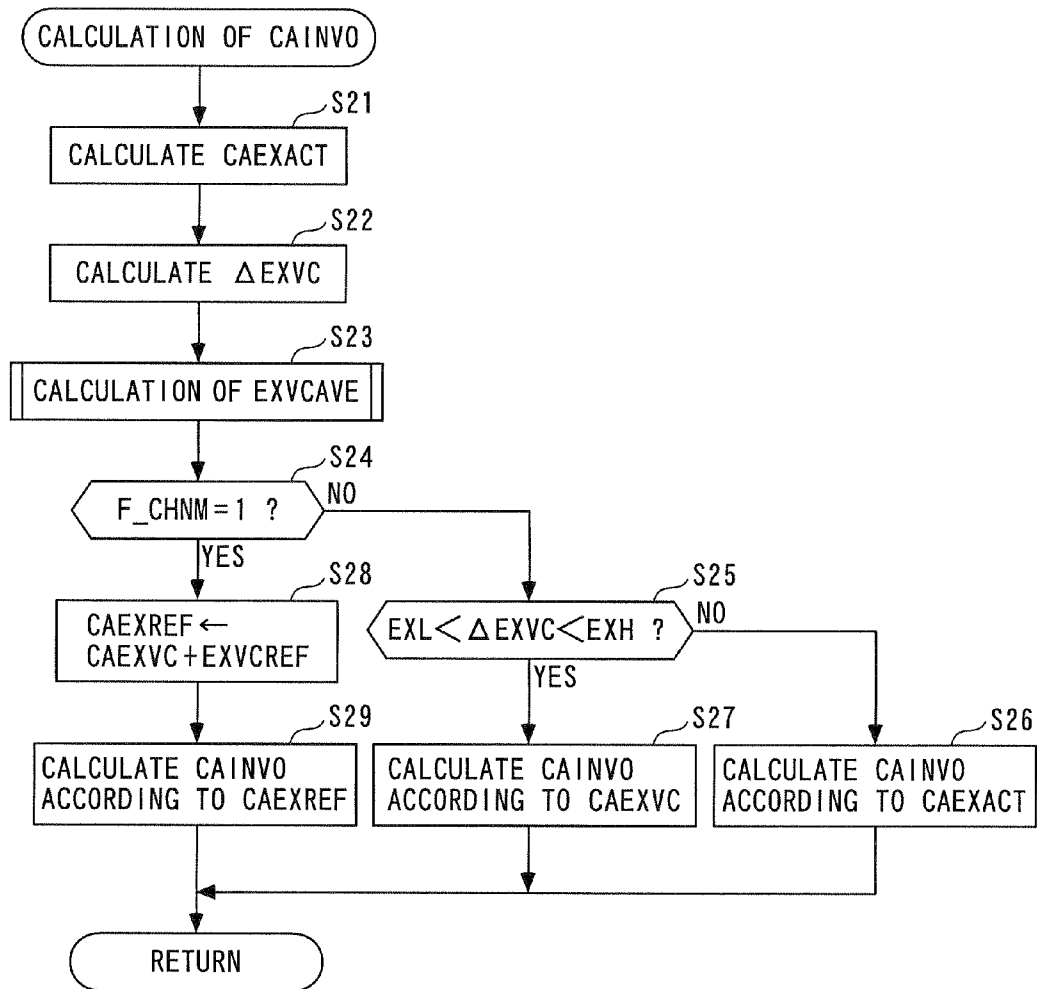 CALCULATION OF CAINVO
S21
CALCULATE CAEXACT
S22
CALCULATE ΔEXVC
S23
CALCULATION OF EXVCAVE
S24
F_CHNM=1 ?
NO
YES
S28
CAEXREF←
CAEXVC+EXVCREF
S25
EXL<ΔEXVC<EXH ?
NO
YES
S29
CALCULATE CAINVO
ACCORDING TO CAEXREF
S27
CALCULATE CAINVO
ACCORDING TO CAEXVC
S26
CALCULATE CAINVO
ACCORDING TO CAEXACT
RETURN